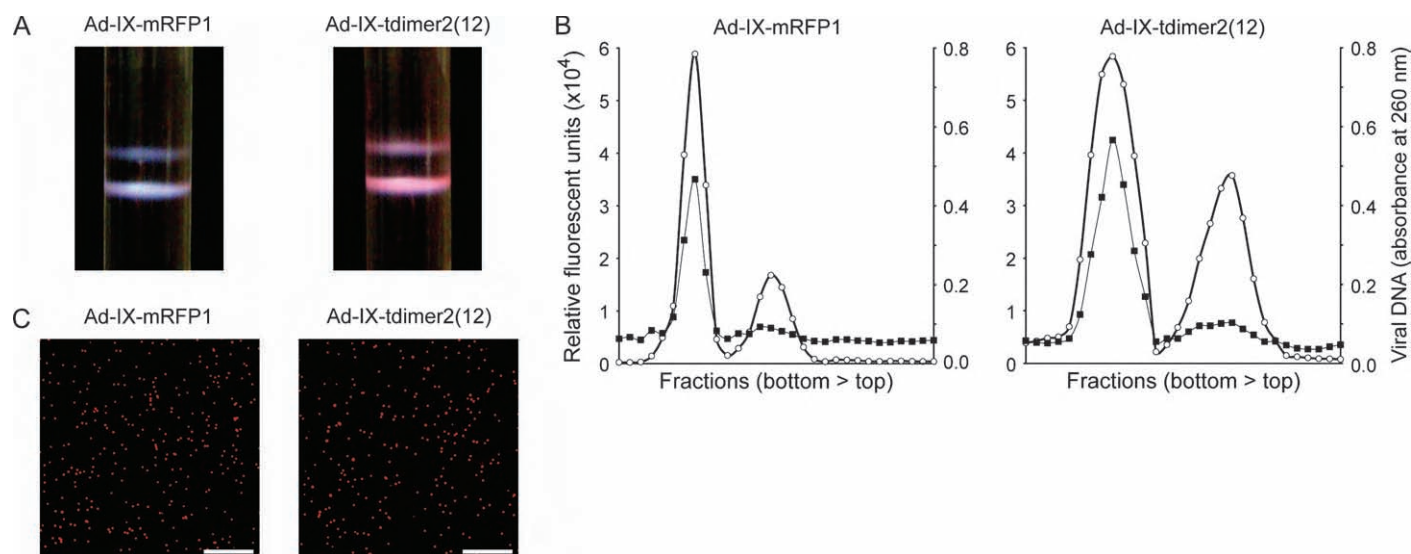 A
Ad-IX-mRFP1
Ad-IX-tdimer2(12)
B
Ad-IX-mRFP1
Ad-IX-tdimer2(12)
Relative fluorescent units (x10⁴)
6
5
4
3
2
1
0
0.8
0.6
0.4
0.2
0.0
Fractions (bottom > top)
6
5
4
3
2
1
0
0.8
0.6
0.4
0.2
0.0
Viral DNA (absorbance at 260 nm)
Fractions (bottom > top)
C
Ad-IX-mRFP1
Ad-IX-tdimer2(12)